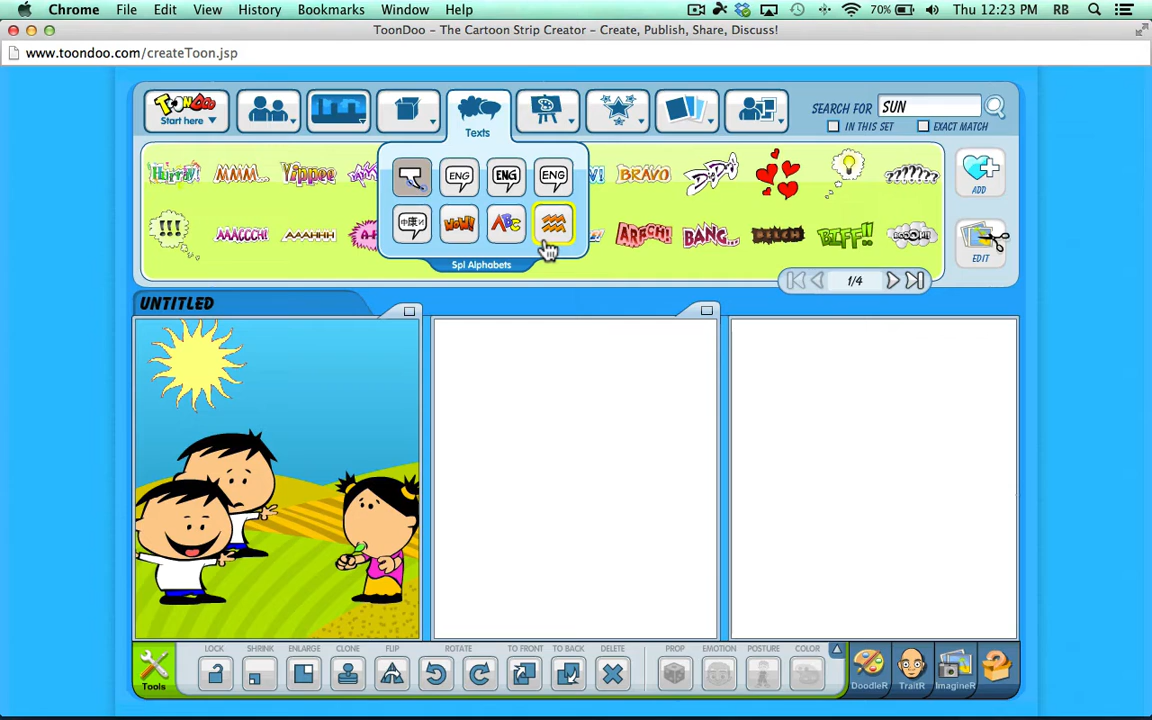 Chrome File Edit View History Bookmarks Window Help 70% Thu 12:23 PM RB
ToonDoo - The Cartoon Strip Creator - Create, Publish, Share, Discuss!
www.toondoo.com/createToon.jsp
TOONDOO
Start here
Texts
SEARCH FOR SUN
IN THIS SET EXACT MATCH
Hurray! MMM... Yippee BRAVO ???????
ENG ENG ENG
ADD
!!! AAACCCH! AAAHHH WOW! ABC AARGH! BANG... BIFF!!
EDIT
Spl Alphabets
1/4
UNTITLED
LOCK SHRINK ENLARGE CLONE FLIP ROTATE TO FRONT TO BACK DELETE PROP EMOTION POSTURE COLOR
Tools DoodleR TraitR ImagineR